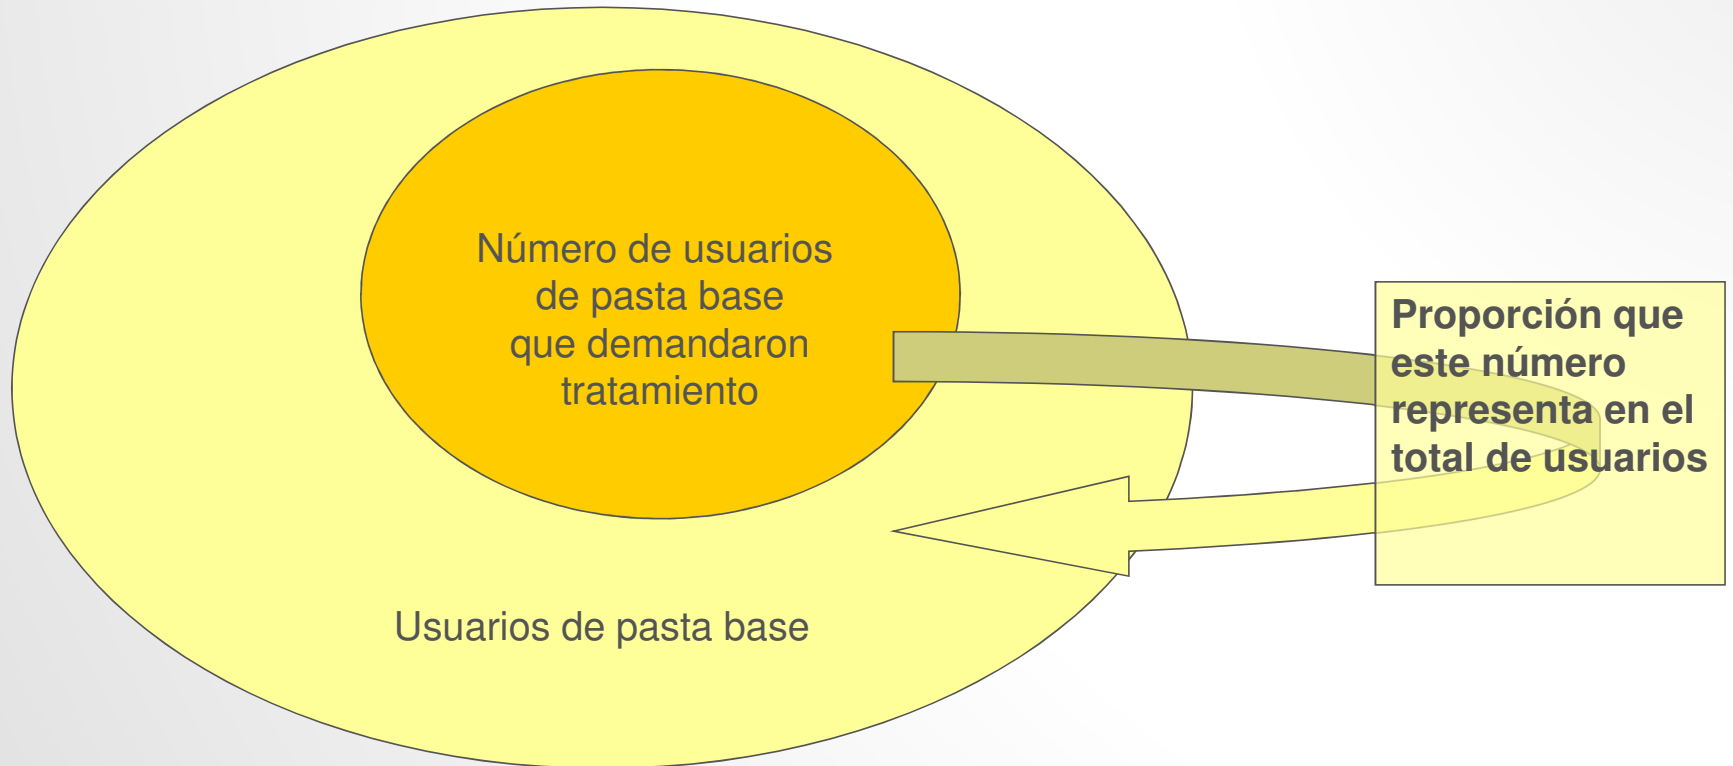 Número de usuarios
de pasta base
que demandaron
tratamiento
Proporción que
este número
representa en el
total de usuarios
Usuarios de pasta base